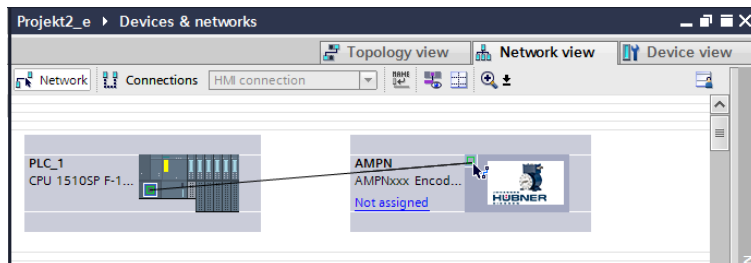 Projekt2_e ▸ Devices & networks
Topology view Network view Device view
Network Connections HMI connection
PLC_1
CPU 1510SP F-1...
AMPN
AMPNxxx Encod...
Not assigned
HÜBNER